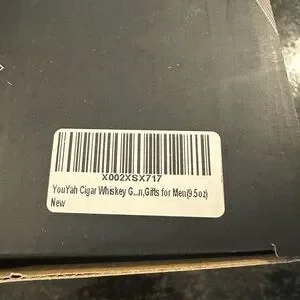 X002XSX717
YouYah Cigar Whiskey G...n,Gifts for Men(9.5oz)
New